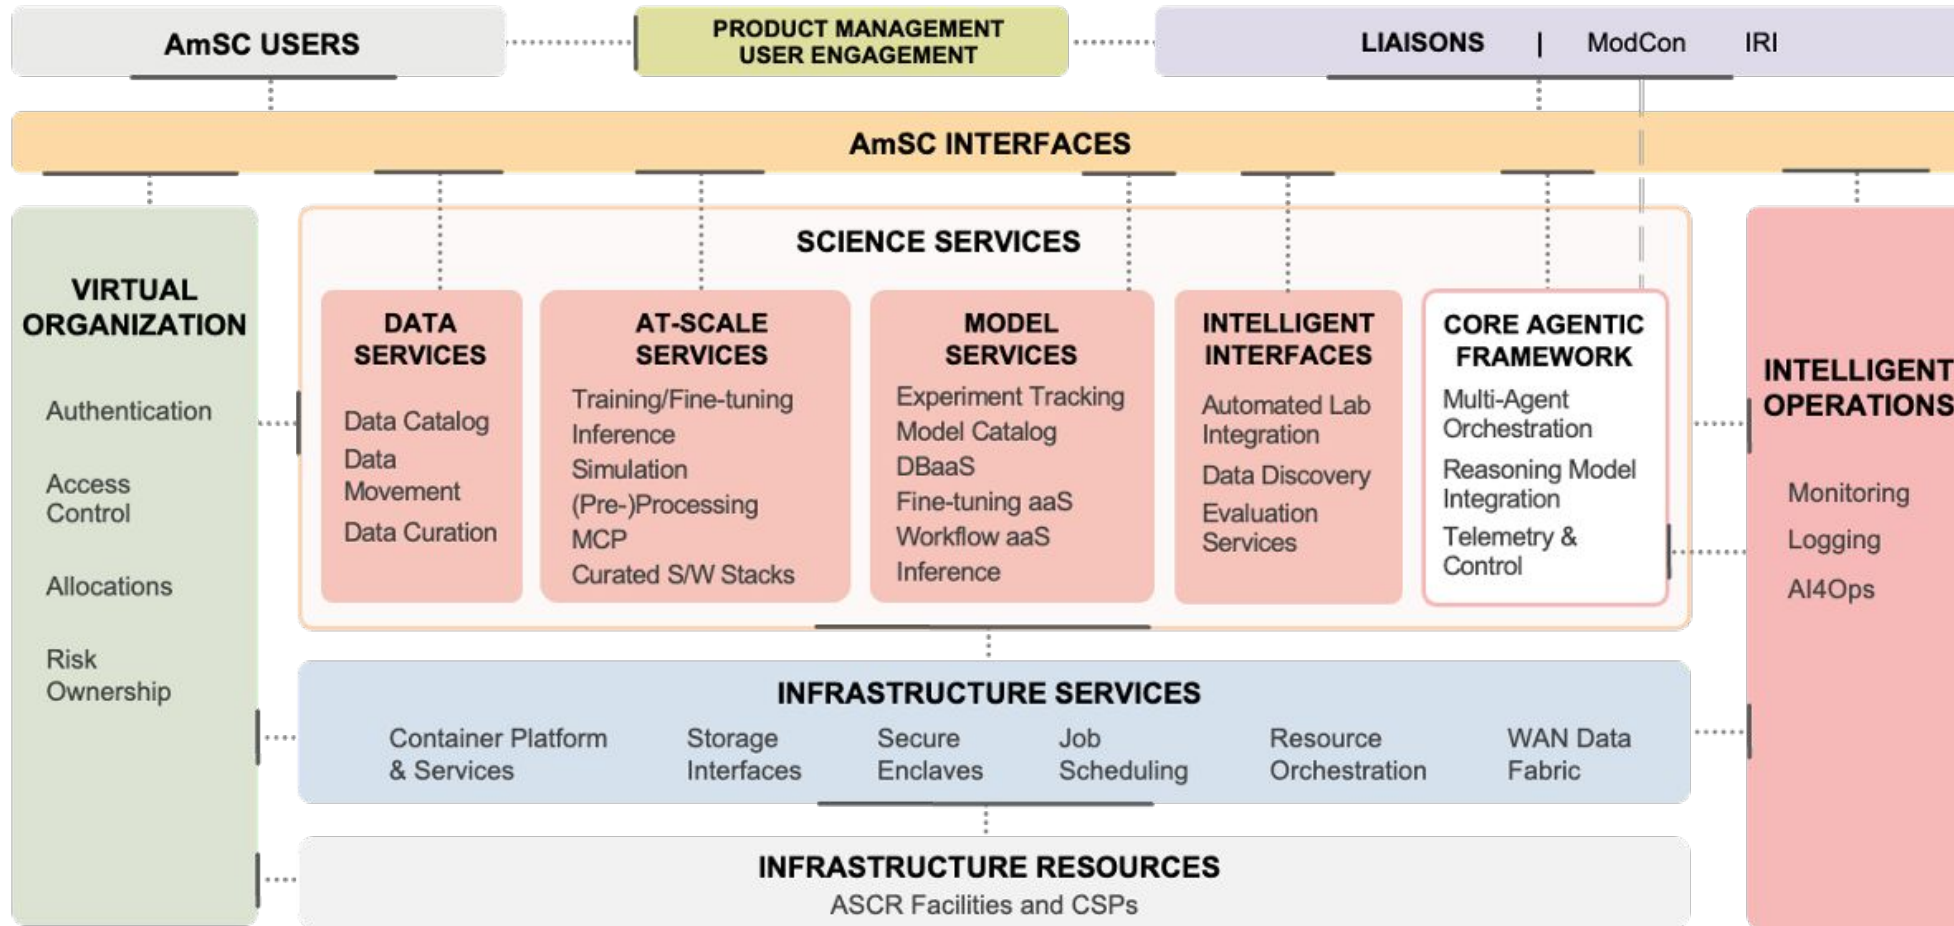 AmSC USERS
PRODUCT MANAGEMENT
USER ENGAGEMENT
LIAISONS | ModCon IRI
AmSC INTERFACES
VIRTUAL
ORGANIZATION
Authentication
Access
Control
Allocations
Risk
Ownership
SCIENCE SERVICES
DATA
SERVICES
Data Catalog
Data
Movement
Data Curation
AT-SCALE
SERVICES
Training/Fine-tuning
Inference
Simulation
(Pre-)Processing
MCP
Curated S/W Stacks
MODEL
SERVICES
Experiment Tracking
Model Catalog
DBaaS
Fine-tuning aaS
Workflow aaS
Inference
INTELLIGENT
INTERFACES
Automated Lab
Integration
Data Discovery
Evaluation
Services
CORE AGENTIC
FRAMEWORK
Multi-Agent
Orchestration
Reasoning Model
Integration
Telemetry &
Control
INTELLIGENT
OPERATIONS
Monitoring
Logging
AI4Ops
INFRASTRUCTURE SERVICES
Container Platform
& Services
Storage
Interfaces
Secure
Enclaves
Job
Scheduling
Resource
Orchestration
WAN Data
Fabric
INFRASTRUCTURE RESOURCES
ASCR Facilities and CSPs